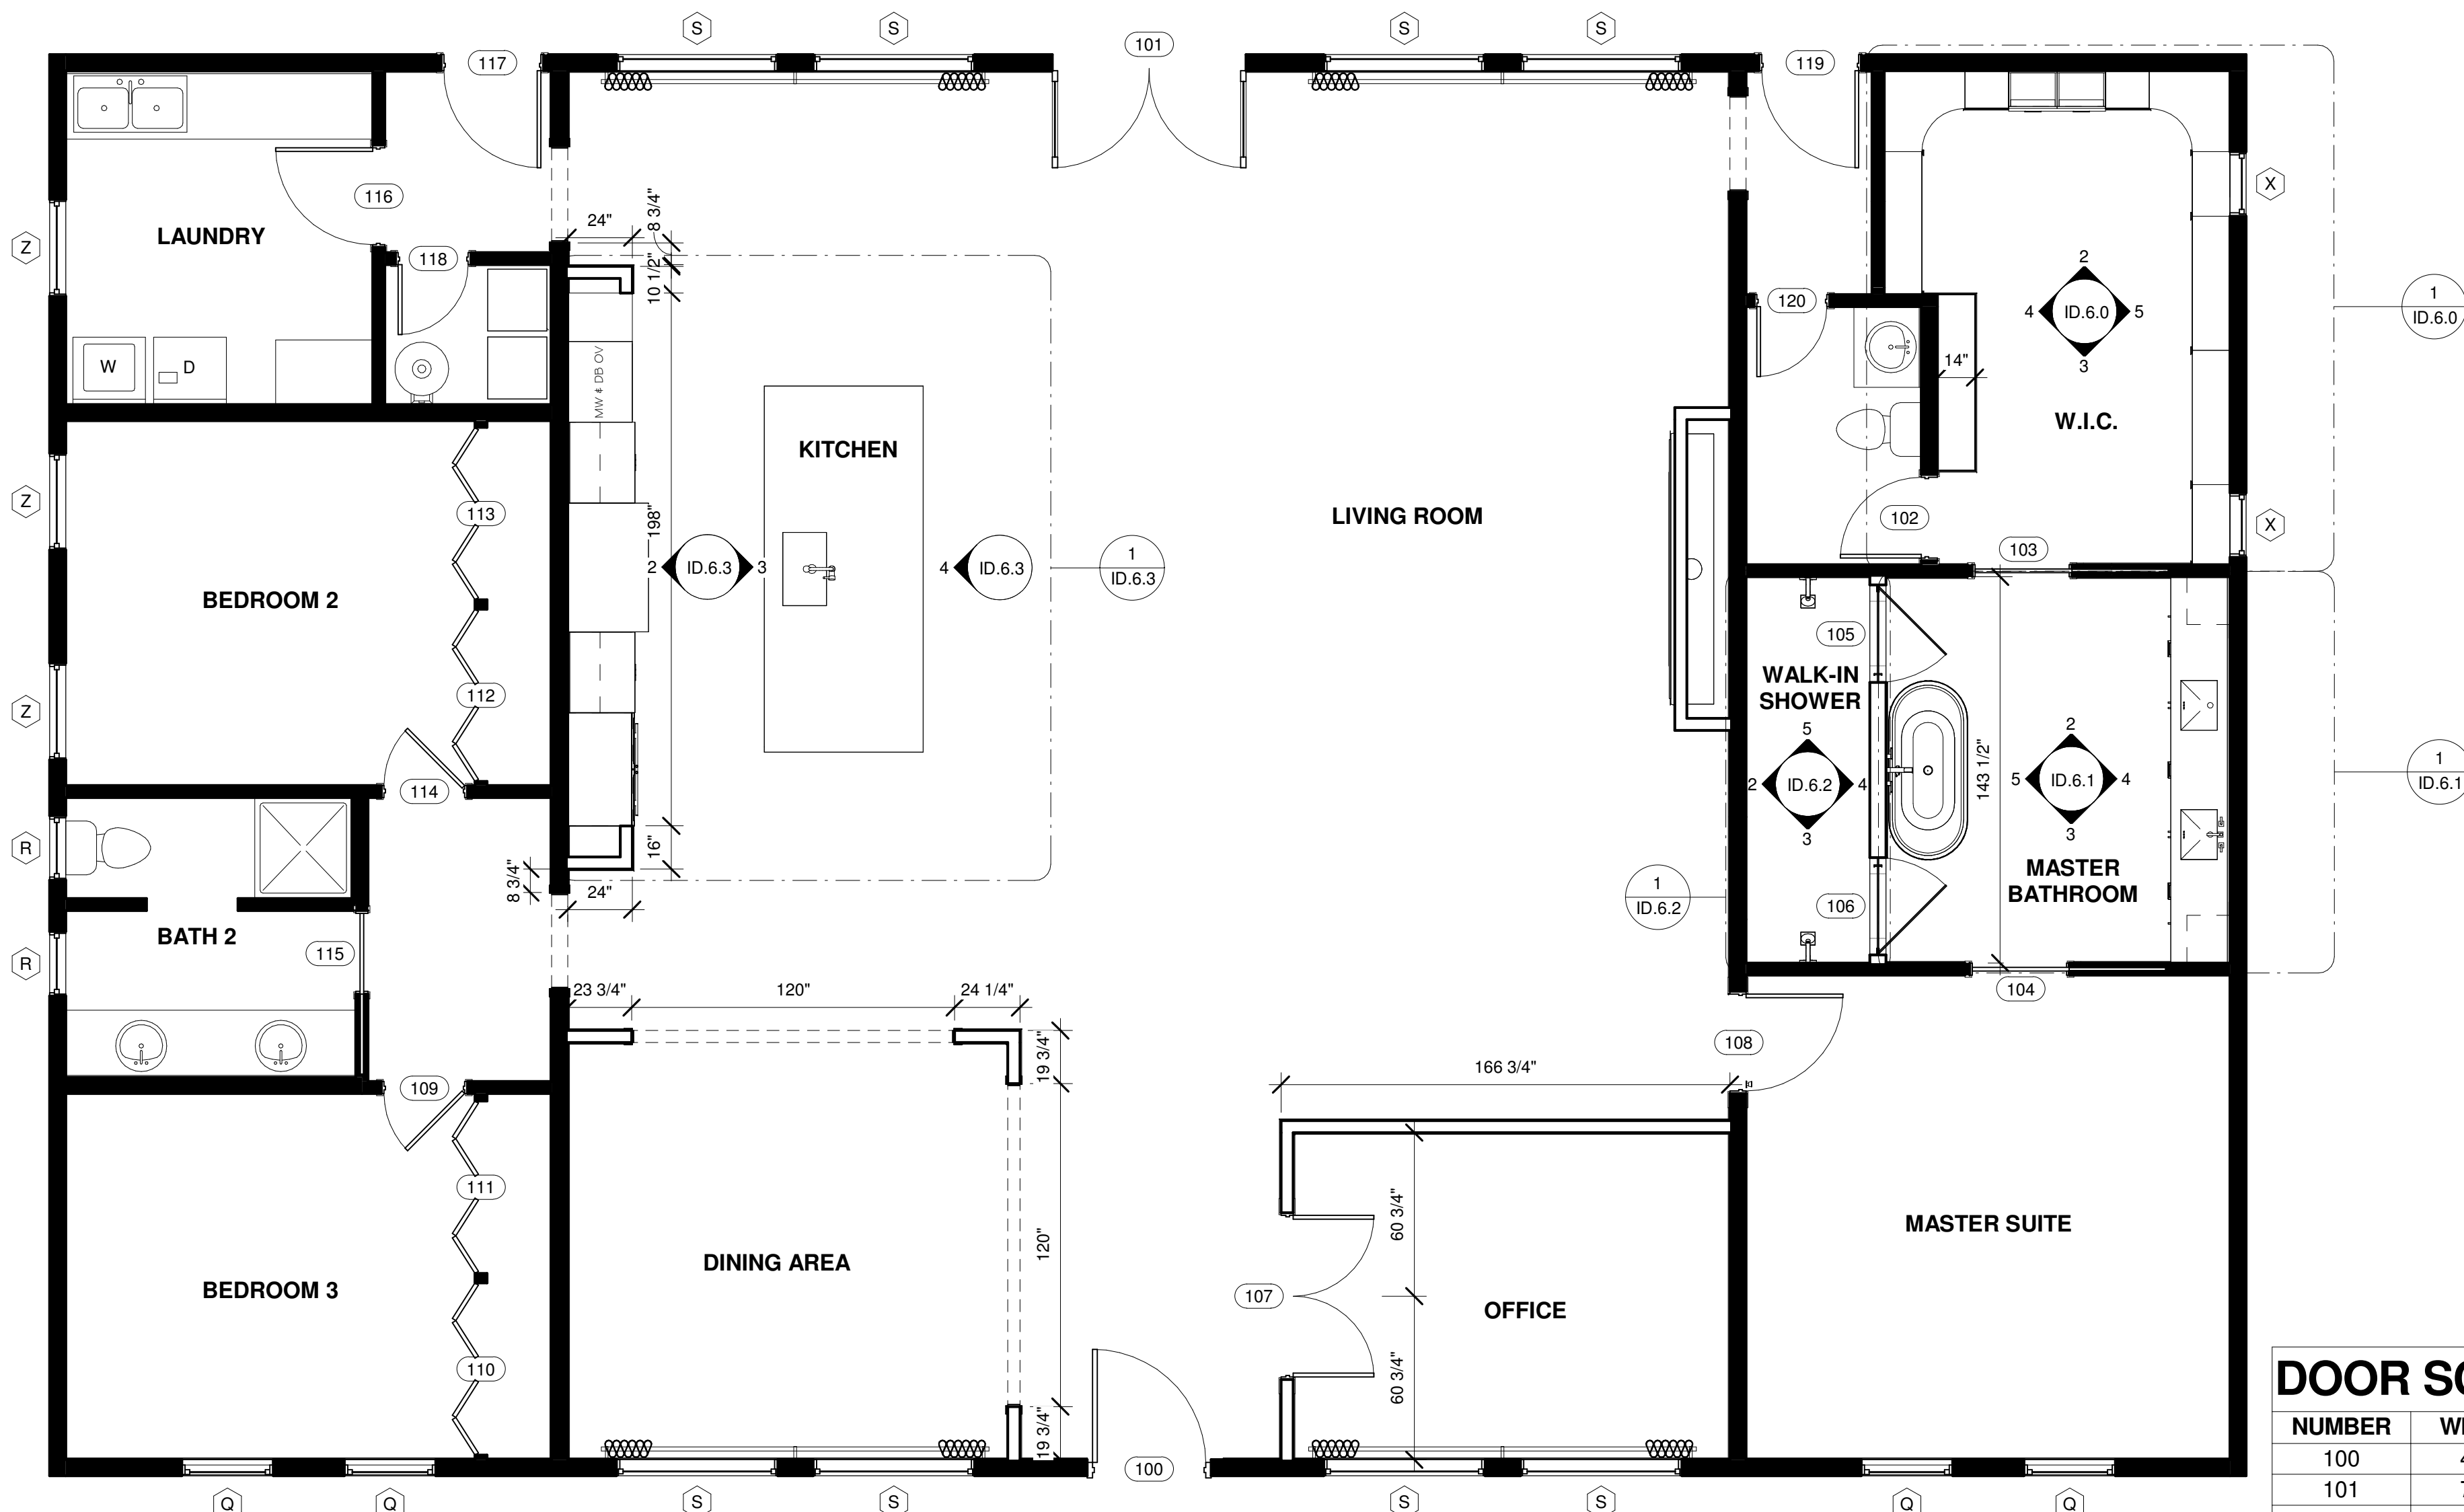 S
S
S
S
117
101
119
116
118
LAUNDRY
Z
W
D
24"
8 3/4"
10 1/2"
MW & DB OV
KITCHEN
198"
2
ID.6.3
3
4
ID.6.3
1
ID.6.3
LIVING ROOM
120
14"
2
4
ID.6.0
5
3
W.I.C.
X
X
1
ID.6.0
102
103
Z
113
BEDROOM 2
112
Z
114
105
WALK-IN
SHOWER
5
2
ID.6.2
4
3
106
143 1/2"
2
5
ID.6.1
4
3
MASTER
BATHROOM
1
ID.6.1
1
ID.6.2
104
R
BATH 2
115
R
16"
8 3/4"
24"
23 3/4"
120"
24 1/4"
19 3/4"
120"
19 3/4"
109
111
BEDROOM 3
110
DINING AREA
108
166 3/4"
60 3/4"
60 3/4"
107
OFFICE
MASTER SUITE
100
Q
Q
S
S
S
S
Q
Q
DOOR SC
NUMBER
WI
100
4
101
7